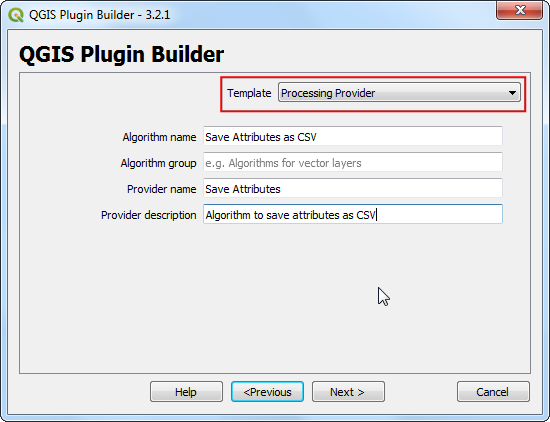 QGIS Plugin Builder - 3.2.1
QGIS Plugin Builder
Template Processing Provider
Algorithm name Save Attributes as CSV
Algorithm group e.g. Algorithms for vector layers
Provider name Save Attributes
Provider description Algorithm to save attributes as CSV
Help <Previous Next > Cancel